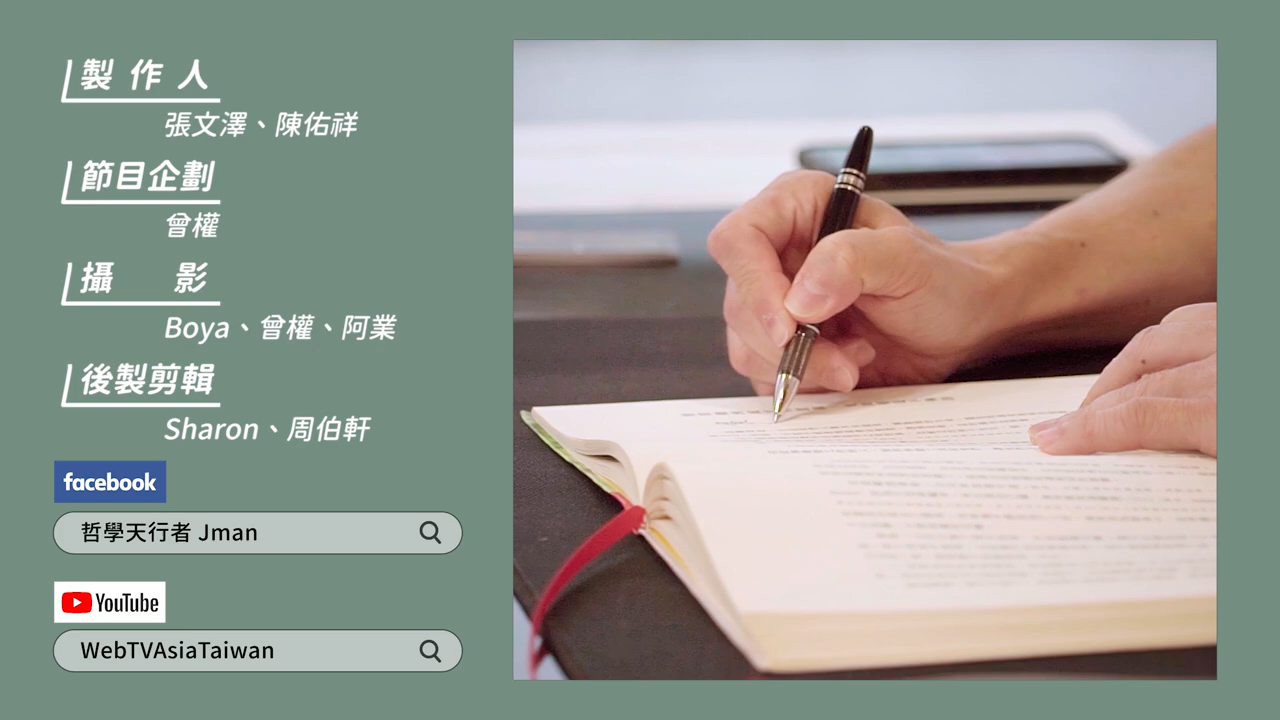 製作人
張文澤、陳佑祥
節目企劃
曾權
攝影
Boya、曾權、阿業
後製剪輯
Sharon、周伯軒
facebook
哲學天行者 Jman
YouTube
WebTVAsiaTaiwan